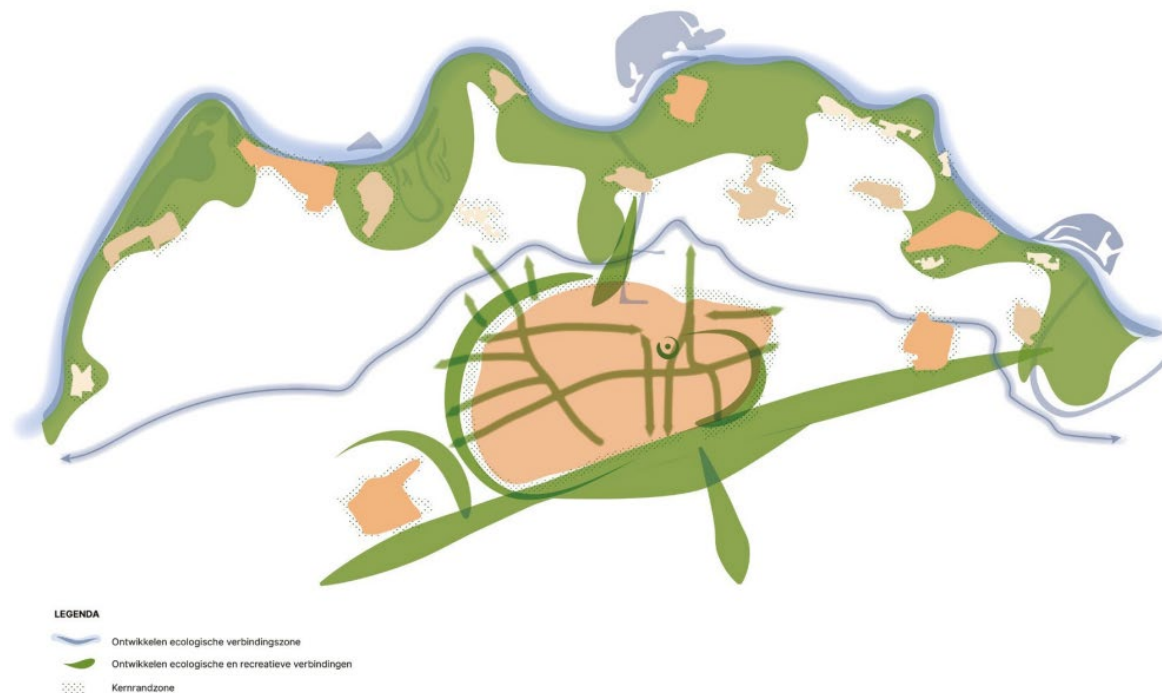 LEGENDA
Ontwikkelen ecologische verbindingszone
Ontwikkelen ecologische en recreatieve verbindingen
Kernrandzone